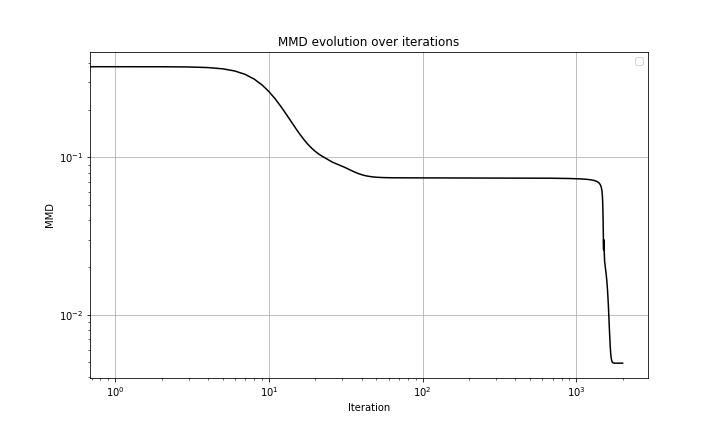 MMD evolution over iterations
MMD
10⁻¹
10⁻²
10⁰ 10¹ 10² 10³
Iteration